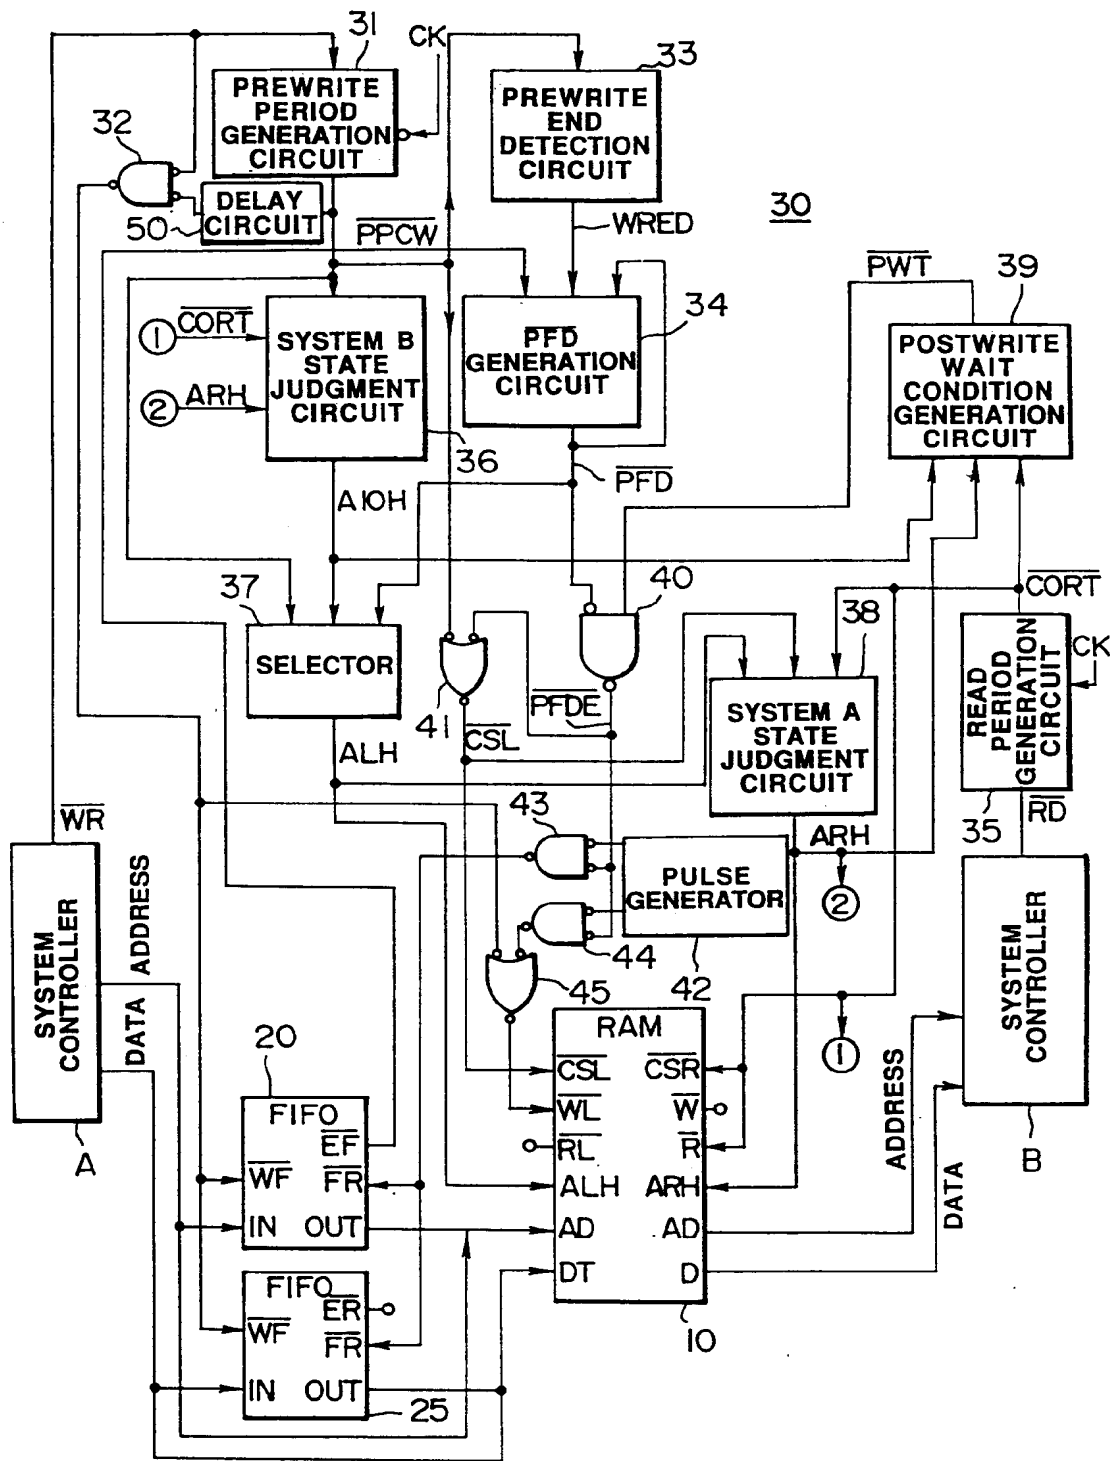 31
CK
33
PREWRITE
PERIOD
GENERATION
CIRCUIT
PREWRITE
END
DETECTION
CIRCUIT
32
DELAY
CIRCUIT
50
30
PPCW
WRED
PWT
39
1
CORT
2
ARH
SYSTEM B
STATE
JUDGMENT
CIRCUIT
36
PFD
GENERATION
CIRCUIT
34
POSTWRITE
WAIT
CONDITION
GENERATION
CIRCUIT
A1OH
PFD
37
SELECTOR
40
38
CORT
41
PFDE
CSL
ALH
SYSTEM A
STATE
JUDGMENT
CIRCUIT
READ
PERIOD
GENERATION
CIRCUIT
CK
35
RD
WR
43
ARH
2
PULSE
GENERATOR
44
42
45
1
SYSTEM
CONTROLLER
A
ADDRESS
DATA
SYSTEM
CONTROLLER
B
ADDRESS
DATA
20
FIFO
EF
WF
FR
IN
OUT
FIFO
ER
WF
FR
IN
OUT
25
RAM
CSL
CSR
WL
W
RL
R
ALH
ARH
AD
AD
DT
D
10